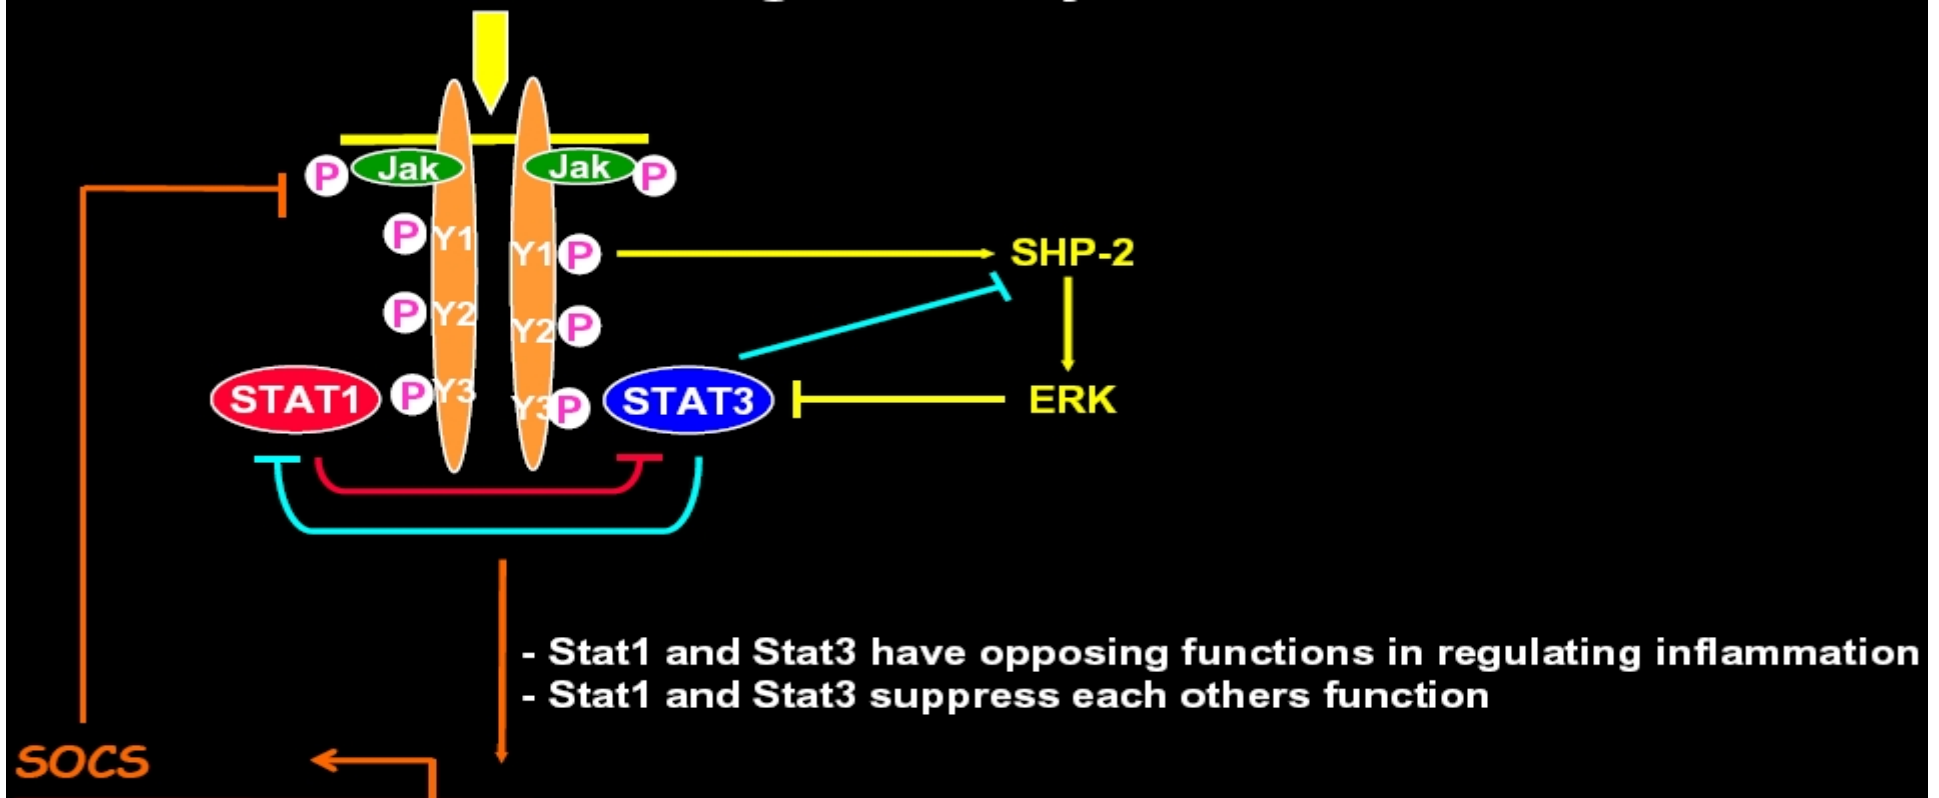 Jak Jak
P P
P Y1 Y1 P SHP-2
P Y2 Y2 P
STAT1 P Y3 Y3 P STAT3 ERK
- Stat1 and Stat3 have opposing functions in regulating inflammation
- Stat1 and Stat3 suppress each others function
SOCS